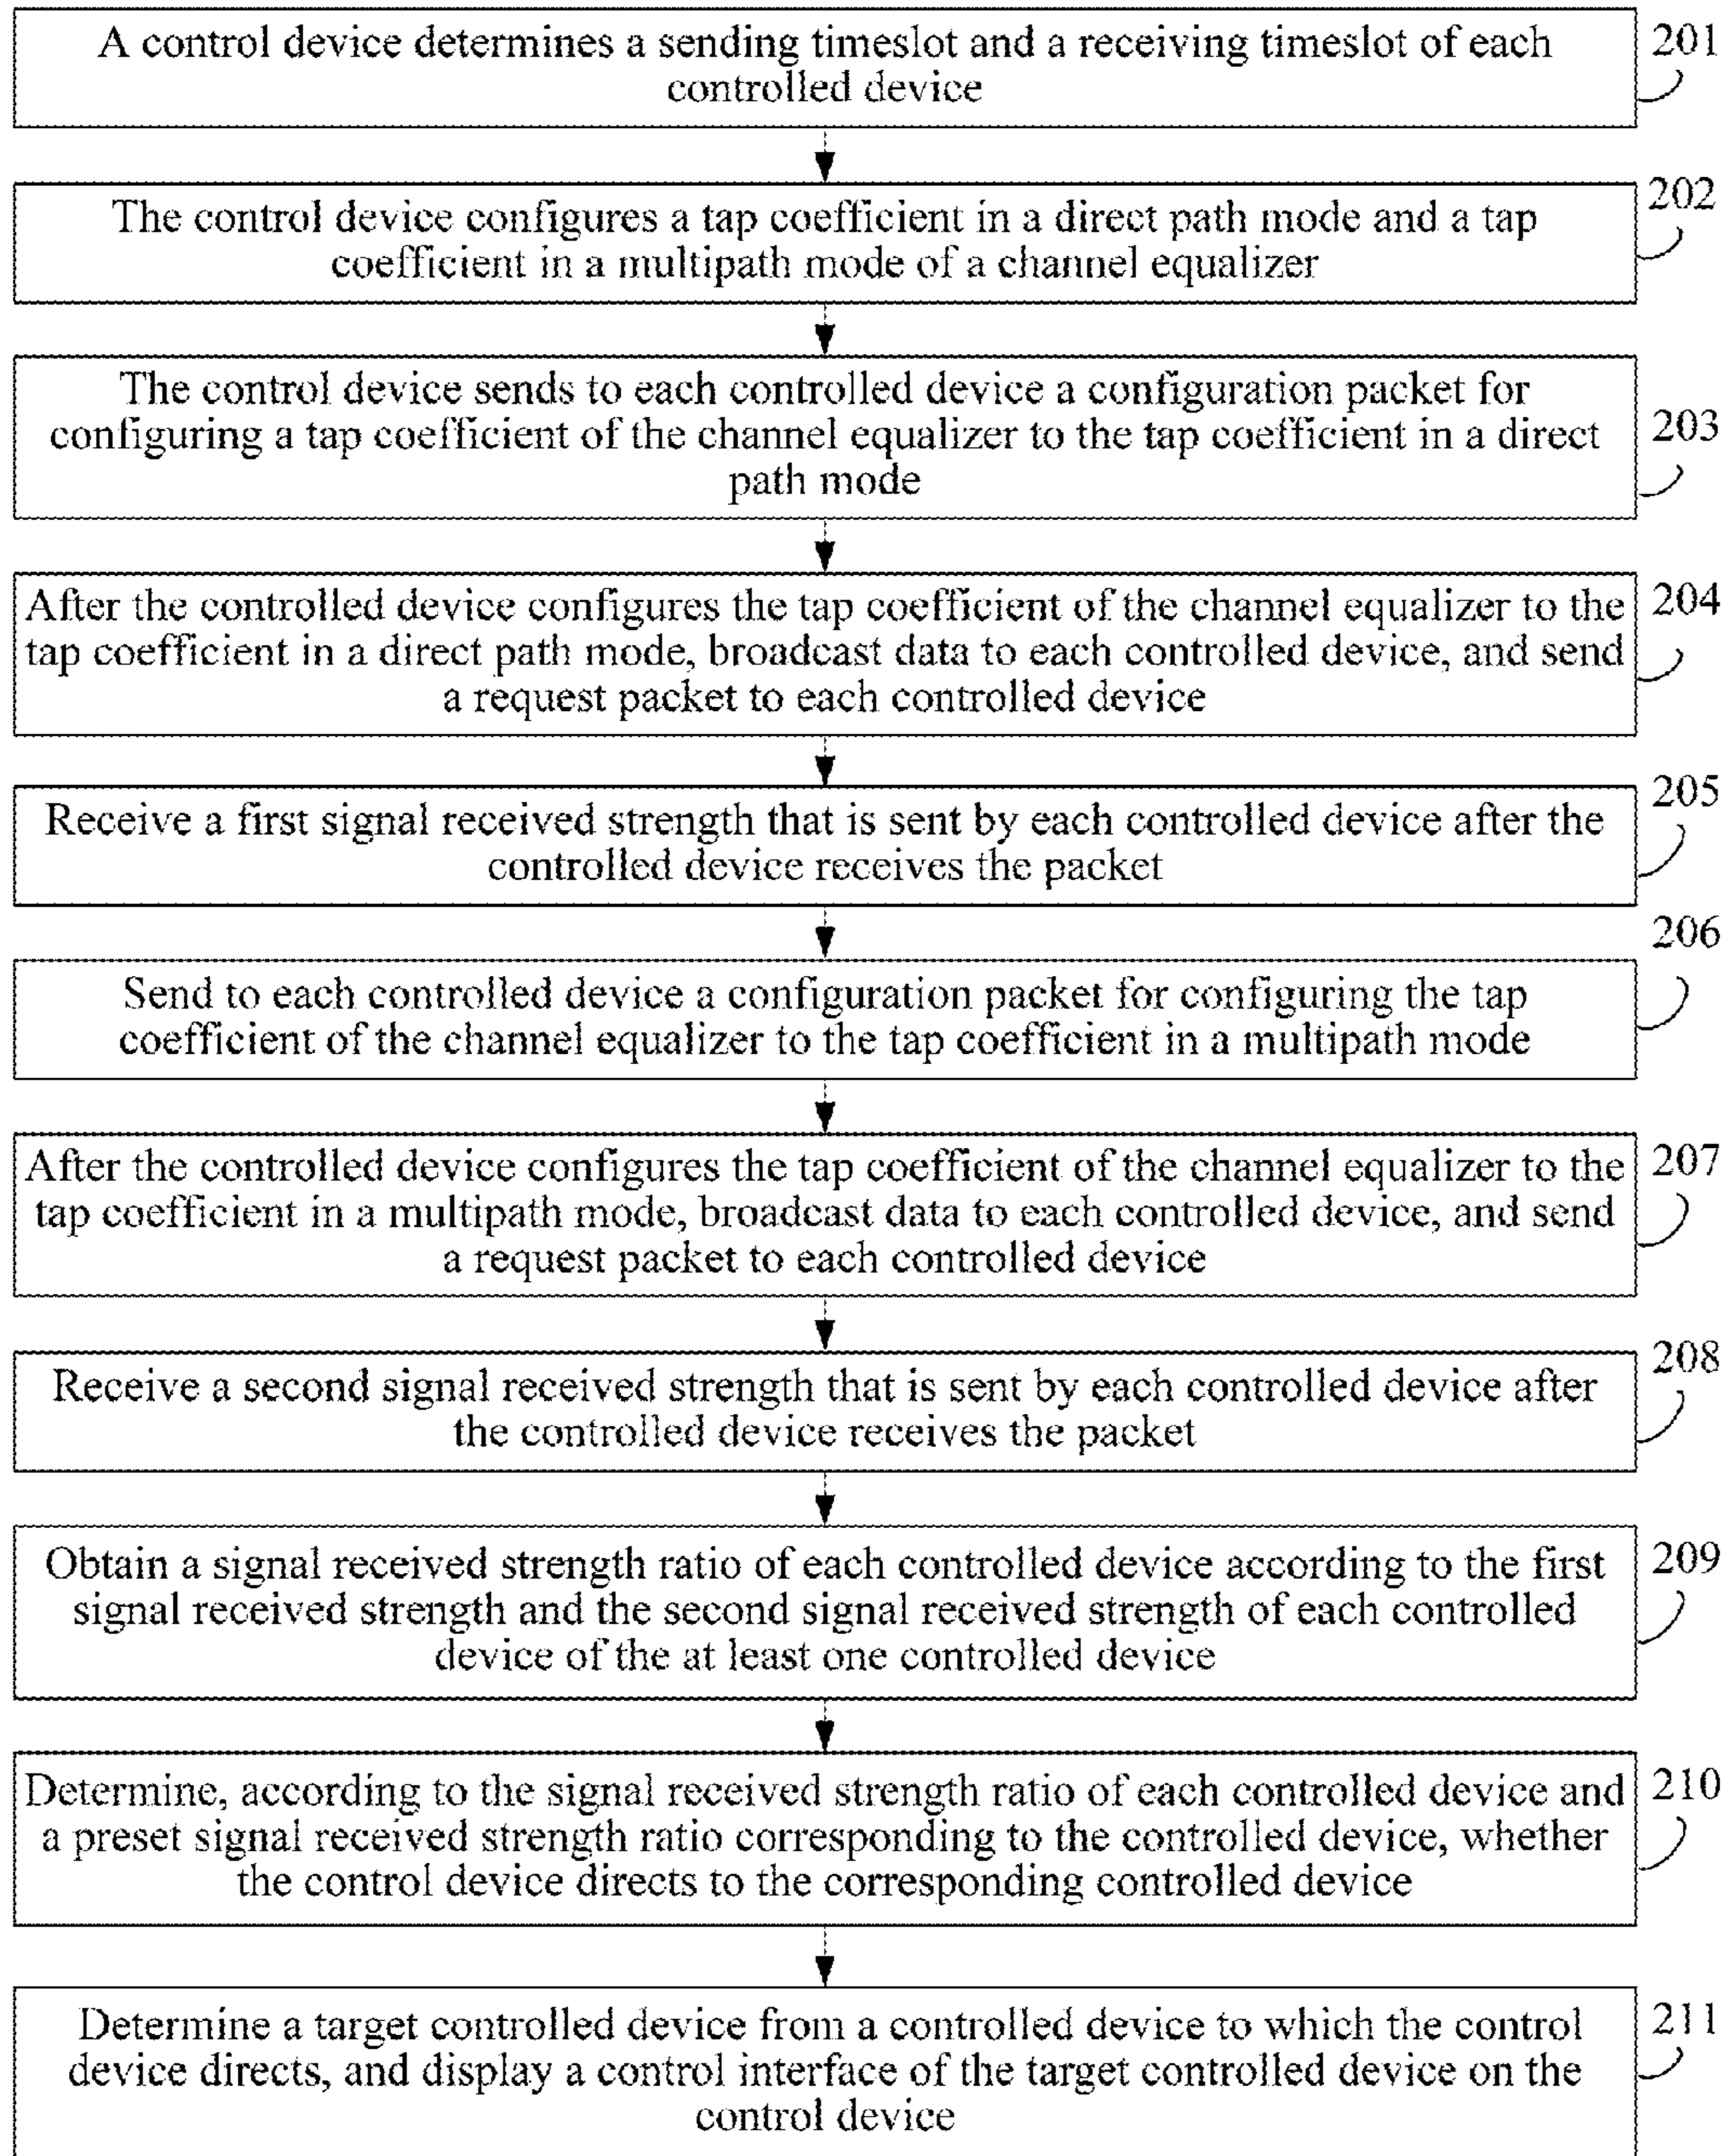 A control device determines a sending timeslot and a receiving timeslot of each
controlled device
201
The control device configures a tap coefficient in a direct path mode and a tap
coefficient in a multipath mode of a channel equalizer
202
The control device sends to each controlled device a configuration packet for
configuring a tap coefficient of the channel equalizer to the tap coefficient in a direct
path mode
203
After the controlled device configures the tap coefficient of the channel equalizer to the
tap coefficient in a direct path mode, broadcast data to each controlled device, and send
a request packet to each controlled device
204
Receive a first signal received strength that is sent by each controlled device after the
controlled device receives the packet
205
Send to each controlled device a configuration packet for configuring the tap
coefficient of the channel equalizer to the tap coefficient in a multipath mode
206
After the controlled device configures the tap coefficient of the channel equalizer to the
tap coefficient in a multipath mode, broadcast data to each controlled device, and send
a request packet to each controlled device
207
Receive a second signal received strength that is sent by each controlled device after
the controlled device receives the packet
208
Obtain a signal received strength ratio of each controlled device according to the first
signal received strength and the second signal received strength of each controlled
device of the at least one controlled device
209
Determine, according to the signal received strength ratio of each controlled device and
a preset signal received strength ratio corresponding to the controlled device, whether
the control device directs to the corresponding controlled device
210
Determine a target controlled device from a controlled device to which the control
device directs, and display a control interface of the target controlled device on the
control device
211